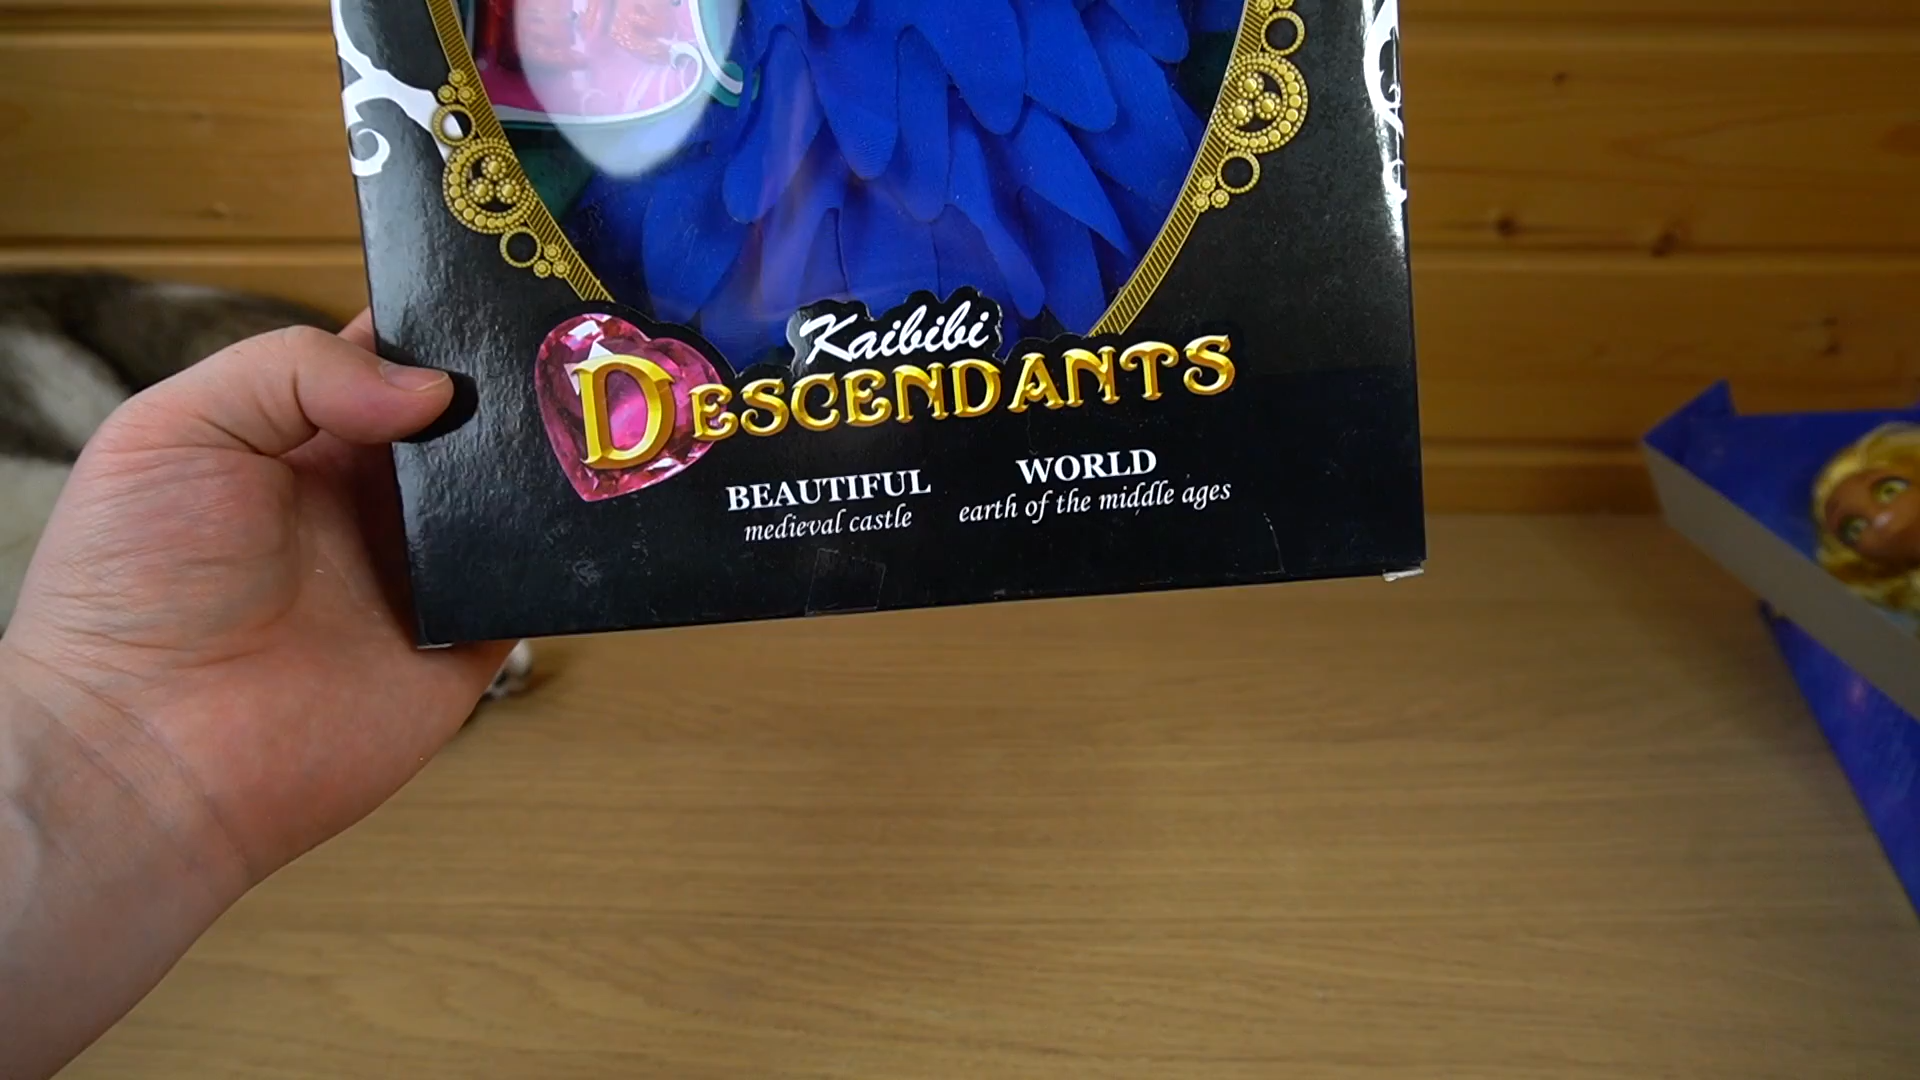 Kaibibi
DESCENDANTS
BEAUTIFUL
medieval castle
WORLD
earth of the middle ages